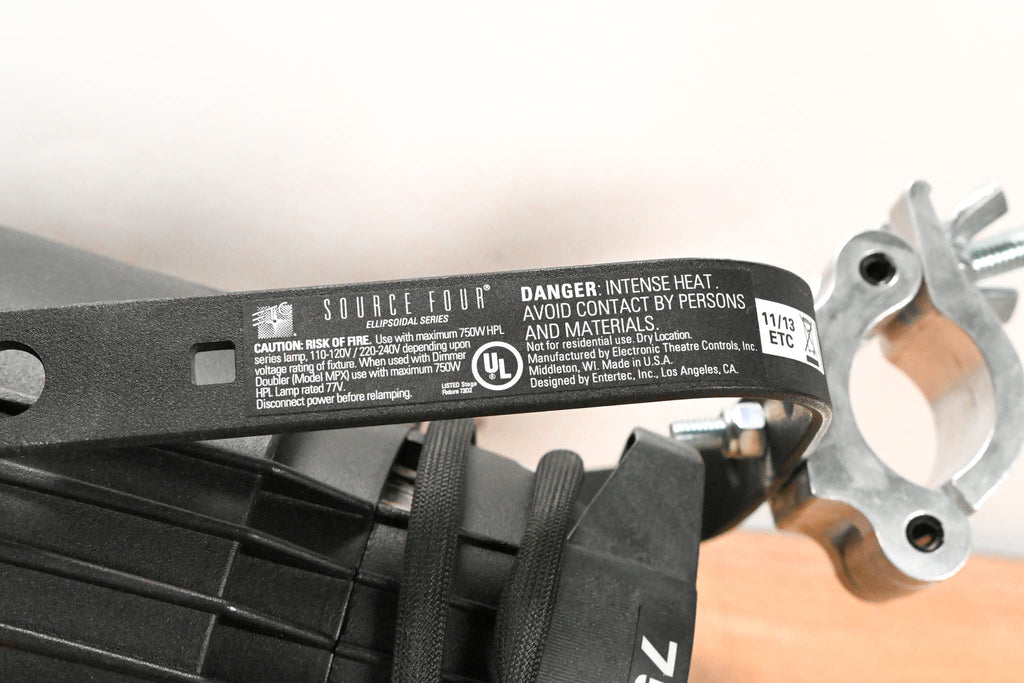 ETC
SOURCE FOUR®
ELLIPSOIDAL SERIES
CAUTION: RISK OF FIRE. Use with maximum 750W HPL
series lamp, 110-120V / 220-240V depending upon
voltage rating of fixture. When used with Dimmer
Doubler (Model MPX) use with maximum 750W
HPL Lamp rated 77V.
Disconnect power before relamping.
UL
LISTED Stage
Fixture 73D2
DANGER: INTENSE HEAT.
AVOID CONTACT BY PERSONS
AND MATERIALS.
Not for residential use. Dry Location.
Manufactured by Electronic Theatre Controls, Inc.
Middleton, WI. Made in U.S.A.
Designed by Entertec, Inc., Los Angeles, CA.
11/13
ETC